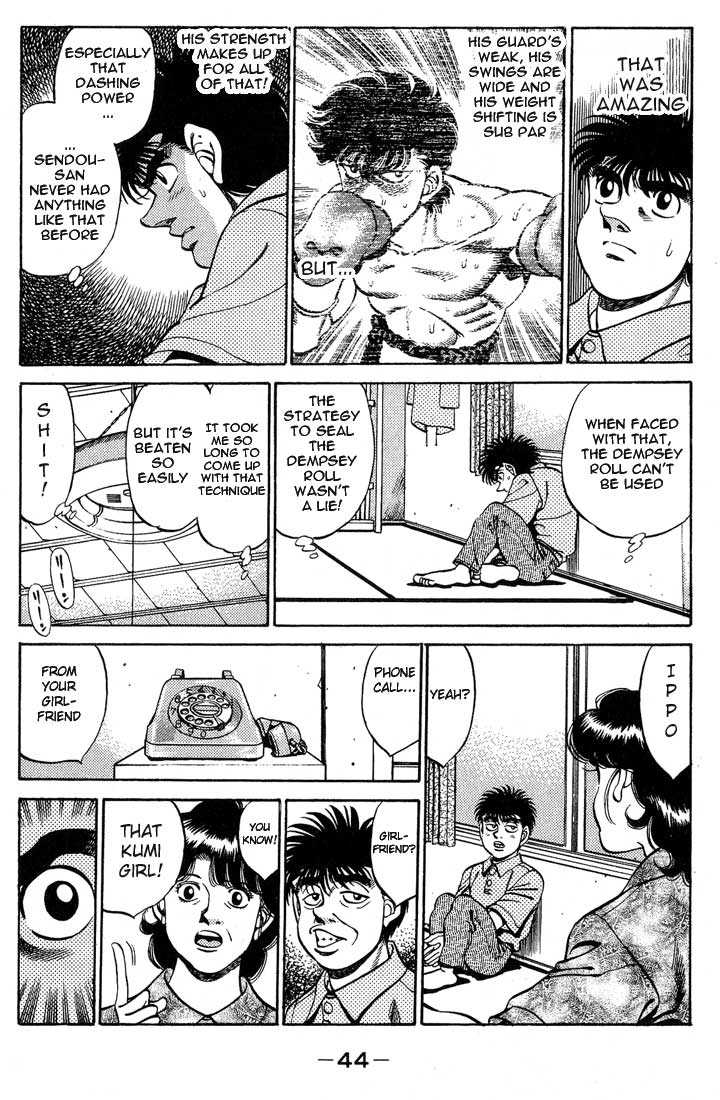 THAT
WAS
AMAZING
HIS GUARD'S
WEAK, HIS
SWINGS ARE
WIDE AND
HIS WEIGHT
SHIFTING IS
SUB PAR
BUT...
HIS STRENGTH
MAKES UP
FOR ALL
OF THAT!
ESPECIALLY
THAT
DASHING
POWER
...
...
SENDOU-
SAN
NEVER HAD
ANYTHING
LIKE THAT
BEFORE
WHEN FACED
WITH THAT,
THE DEMPSEY
ROLL CAN'T
BE USED
THE
STRATEGY
TO SEAL
THE
DEMPSEY
ROLL
WASN'T
A LIE!
IT TOOK
ME SO
LONG TO
COME UP
WITH THAT
TECHNIQUE
BUT IT'S
BEATEN
SO
EASILY
SHIT!
IPPO
YEAH?
PHONE
CALL...
FROM
YOUR
GIRL-
FRIEND
GIRL-
FRIEND?
YOU
KNOW!
THAT
KUMI
GIRL!
—44—